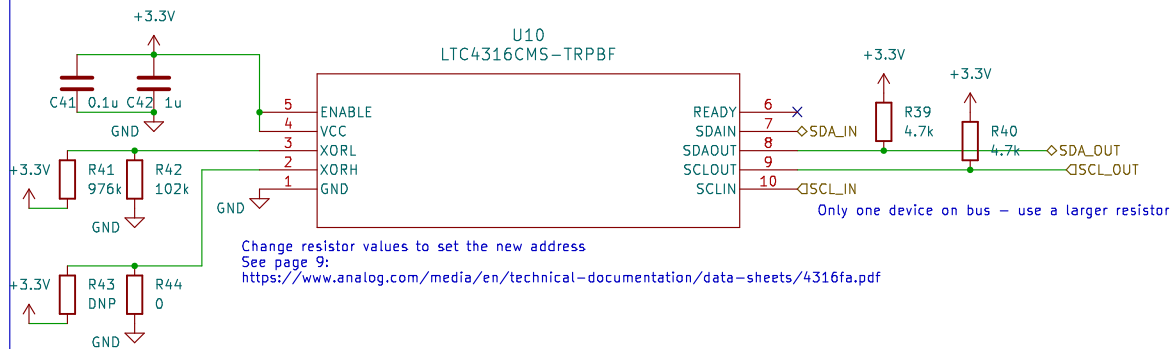 +3.3V
U10
LTC4316CMS-TRPBF
+3.3V
+3.3V
C41 0.1u C42 1u
GND
5 ENABLE
4 VCC
3 XORL
2 XORH
1 GND
READY 6
SDAIN 7 SDA_IN
SDAOUT 8 SDA_OUT
SCLOUT 9 SCL_OUT
SCLIN 10 SCL_IN
R39
4.7k
R40
4.7k
+3.3V
R41
976k
R42
102k
GND
GND
Only one device on bus – use a larger resistor
Change resistor values to set the new address
See page 9:
https://www.analog.com/media/en/technical-documentation/data-sheets/4316fa.pdf
+3.3V
R43
DNP
R44
0
GND